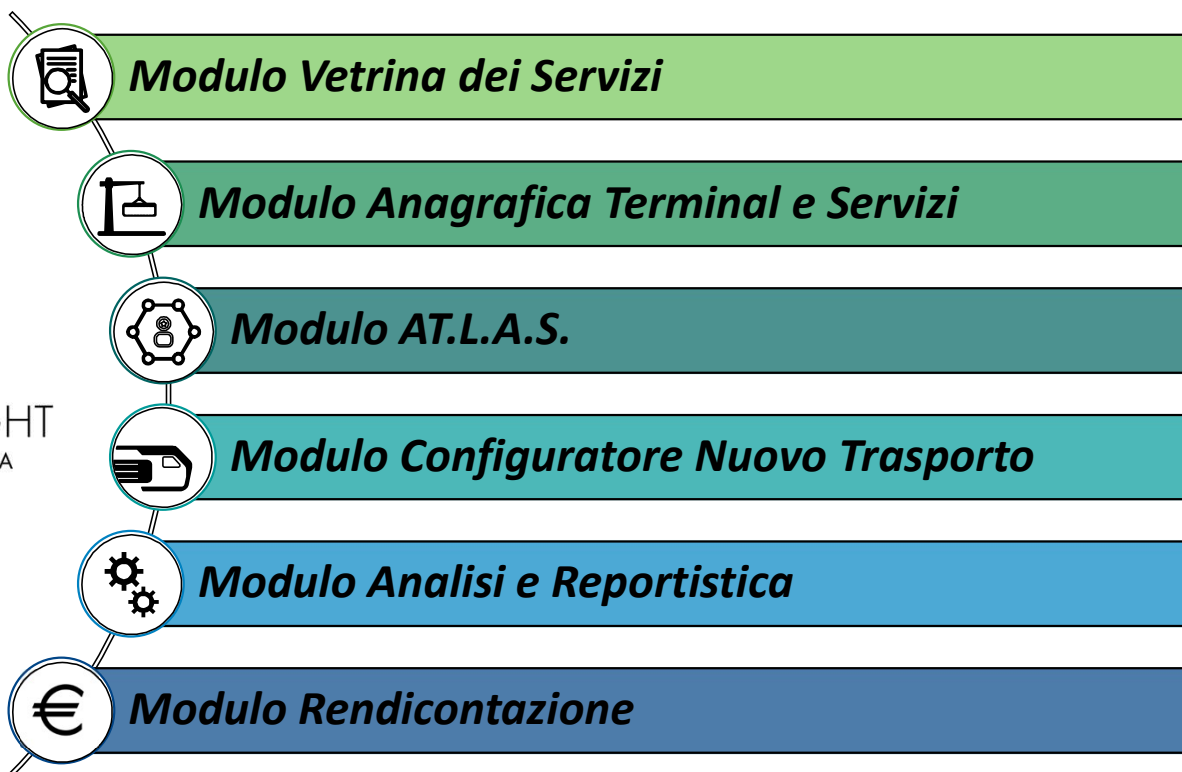 Modulo Vetrina dei Servizi
Modulo Anagrafica Terminal e Servizi
Modulo AT.L.A.S.
HT
A
Modulo Configuratore Nuovo Trasporto
Modulo Analisi e Reportistica
€ Modulo Rendicontazione